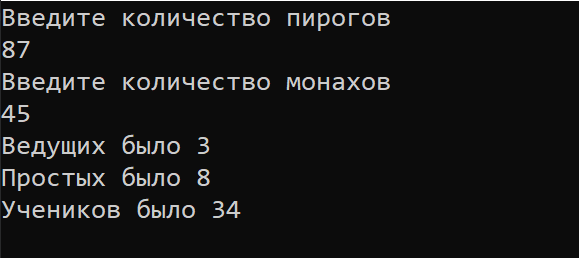 Введите количество пирогов
87
Введите количество монахов
45
Ведущих было 3
Простых было 8
Учеников было 34